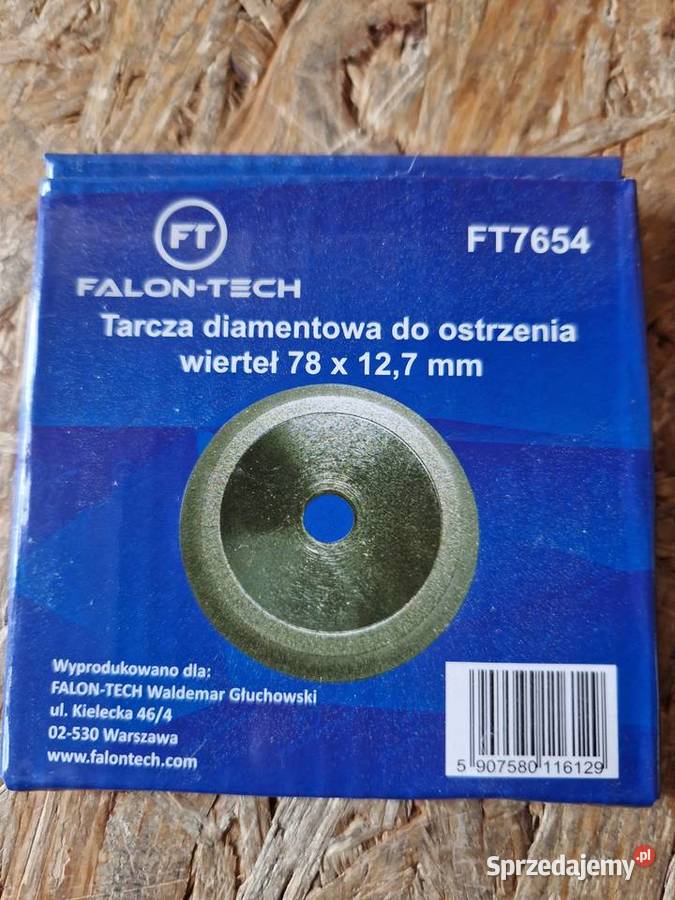 FT
FALON-TECH
FT7654
Tarcza diamentowa do ostrzenia
wierteł 78 x 12,7 mm
Wyprodukowano dla:
FALON-TECH Waldemar Głuchowski
ul. Kielecka 46/4
02-530 Warszawa
www.falontech.com
5 907580 116129
Sprzedajemy.pl